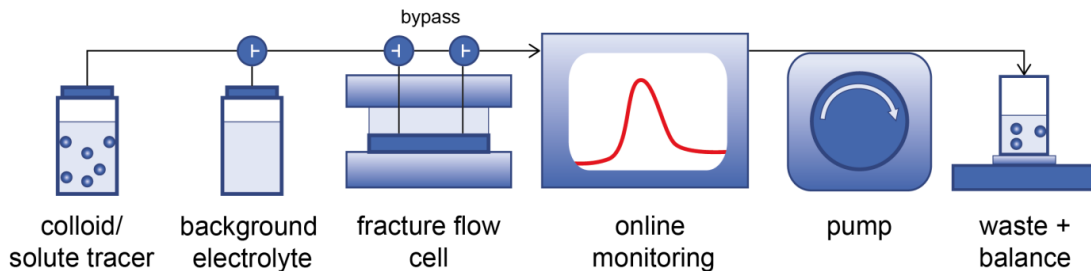 bypass
colloid/
solute tracer
background
electrolyte
fracture flow
cell
online
monitoring
pump
waste +
balance